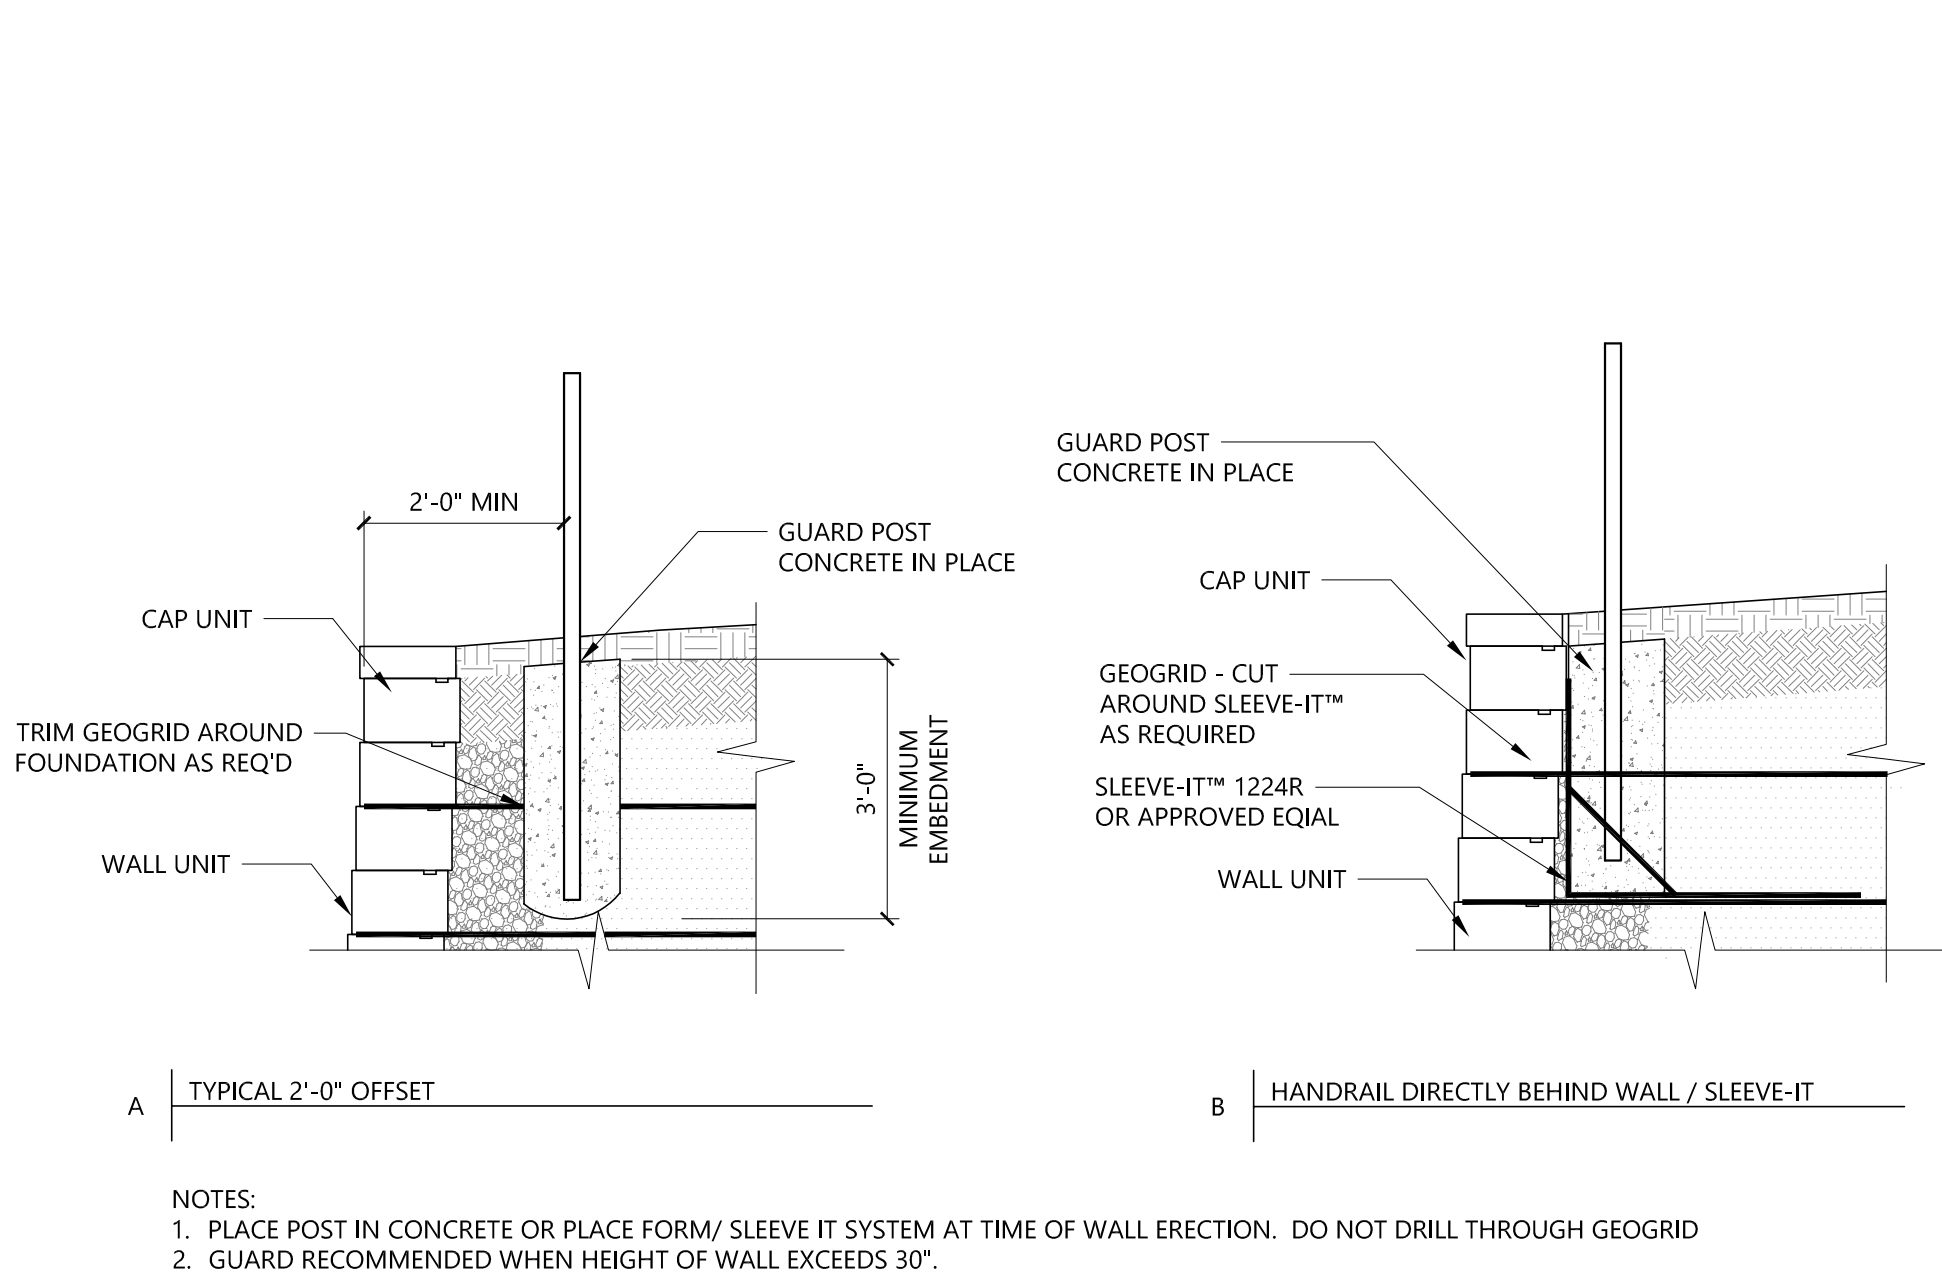 2'-0" MIN
GUARD POST
CONCRETE IN PLACE
CAP UNIT
TRIM GEOGRID AROUND
FOUNDATION AS REQ'D
WALL UNIT
3'-0"
MINIMUM
EMBEDMENT
GUARD POST
CONCRETE IN PLACE
CAP UNIT
GEOGRID - CUT
AROUND SLEEVE-IT™
AS REQUIRED
SLEEVE-IT™ 1224R
OR APPROVED EQIAL
WALL UNIT
A TYPICAL 2'-0" OFFSET
B HANDRAIL DIRECTLY BEHIND WALL / SLEEVE-IT
NOTES:
1. PLACE POST IN CONCRETE OR PLACE FORM/ SLEEVE IT SYSTEM AT TIME OF WALL ERECTION. DO NOT DRILL THROUGH GEOGRID
2. GUARD RECOMMENDED WHEN HEIGHT OF WALL EXCEEDS 30".